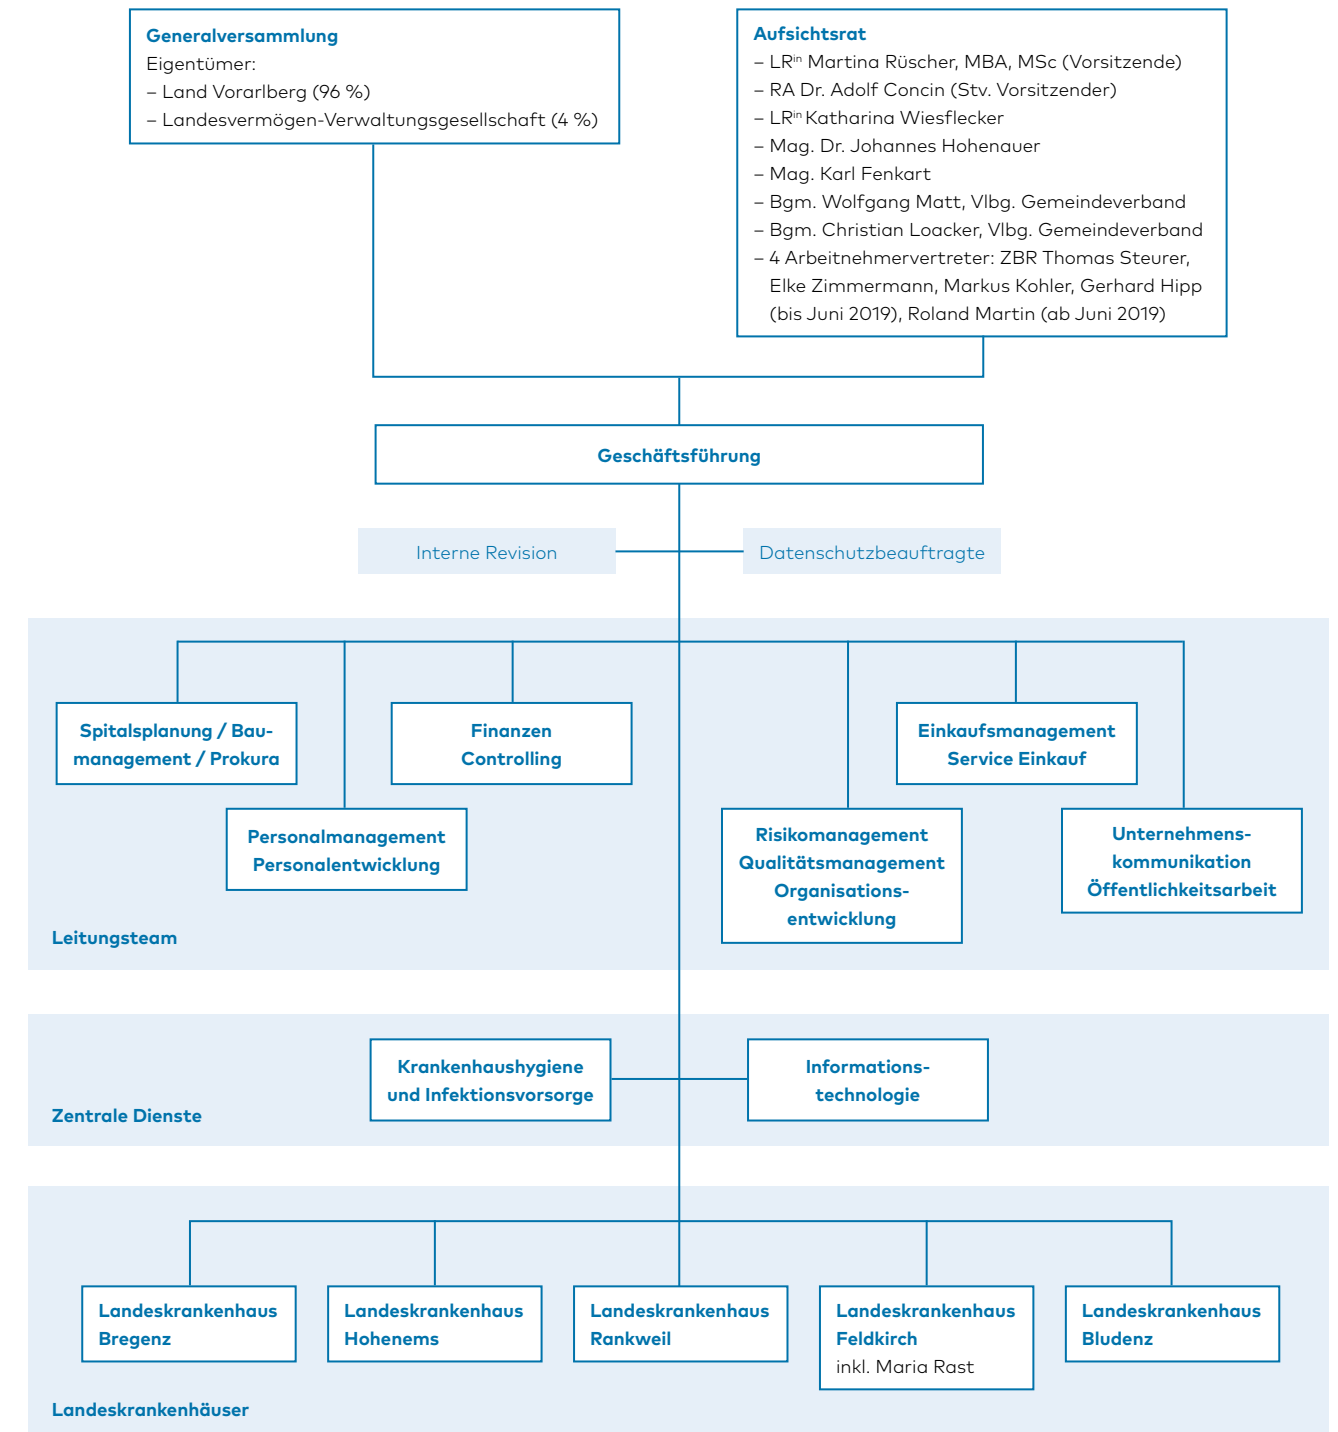 Generalversammlung
Eigentümer:
– Land Vorarlberg (96 %)
– Landesvermögen-Verwaltungsgesellschaft (4 %)
Aufsichtsrat
– LRⁱⁿ Martina Rüscher, MBA, MSc (Vorsitzende)
– RA Dr. Adolf Concin (Stv. Vorsitzender)
– LRⁱⁿ Katharina Wiesflecker
– Mag. Dr. Johannes Hohenauer
– Mag. Karl Fenkart
– Bgm. Wolfgang Matt, Vlbg. Gemeindeverband
– Bgm. Christian Loacker, Vlbg. Gemeindeverband
– 4 Arbeitnehmervertreter: ZBR Thomas Steurer,
Elke Zimmermann, Markus Kohler, Gerhard Hipp
(bis Juni 2019), Roland Martin (ab Juni 2019)
Geschäftsführung
Interne Revision
Datenschutzbeauftragte
Spitalsplanung / Bau-
management / Prokura
Finanzen
Controlling
Einkaufsmanagement
Service Einkauf
Personalmanagement
Personalentwicklung
Risikomanagement
Qualitätsmanagement
Organisations-
entwicklung
Unternehmens-
kommunikation
Öffentlichkeitsarbeit
Leitungsteam
Krankenhaushygiene
und Infektionsvorsorge
Informations-
technologie
Zentrale Dienste
Landeskrankenhaus
Bregenz
Landeskrankenhaus
Hohenems
Landeskrankenhaus
Rankweil
Landeskrankenhaus
Feldkirch
inkl. Maria Rast
Landeskrankenhaus
Bludenz
Landeskrankenhäuser